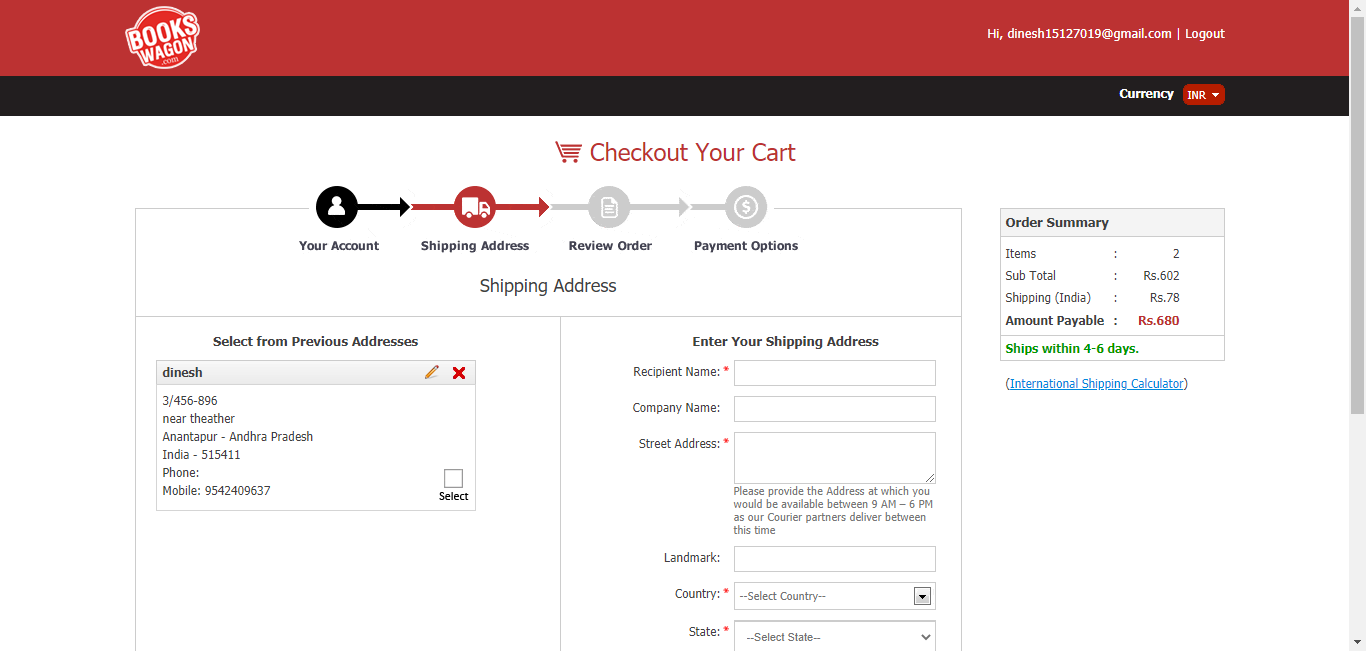 BOOKS
WAGON
.com
Hi, dinesh15127019@gmail.com | Logout
Currency INR
Checkout Your Cart
Your Account
Shipping Address
Review Order
Payment Options
Shipping Address
Select from Previous Addresses
dinesh
3/456-896
near theather
Anantapur - Andhra Pradesh
India - 515411
Phone:
Mobile: 9542409637
Select
Enter Your Shipping Address
Recipient Name: *
Company Name:
Street Address: *
Please provide the Address at which you
would be available between 9 AM – 6 PM
as our Courier partners deliver between
this time
Landmark:
Country: * --Select Country--
State: * --Select State--
Order Summary
Items : 2
Sub Total : Rs.602
Shipping (India) : Rs.78
Amount Payable : Rs.680
Ships within 4-6 days.
(International Shipping Calculator)